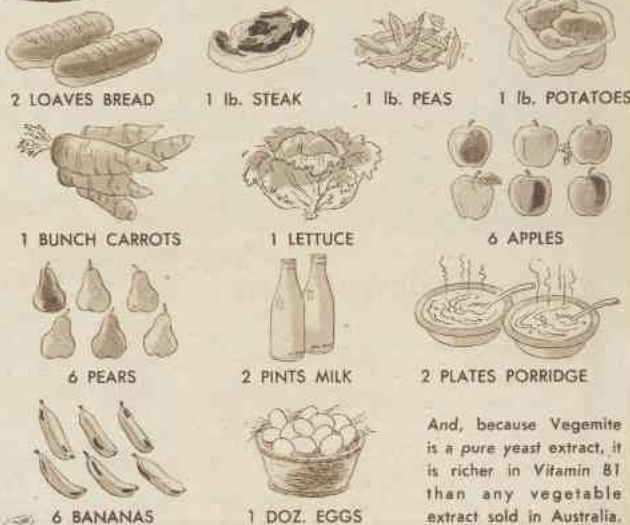 2 LOAVES BREAD
1 lb. STEAK
1 lb. PEAS
1 lb. POTATOES
1 BUNCH CARROTS
1 LETTUCE
6 APPLES
6 PEARS
2 PINTS MILK
2 PLATES PORRIDGE
6 BANANAS
1 DOZ. EGGS
And, because Vegemite
is a pure yeast extract, it
is richer in Vitamin B1
than any vegetable
extract sold in Australia.